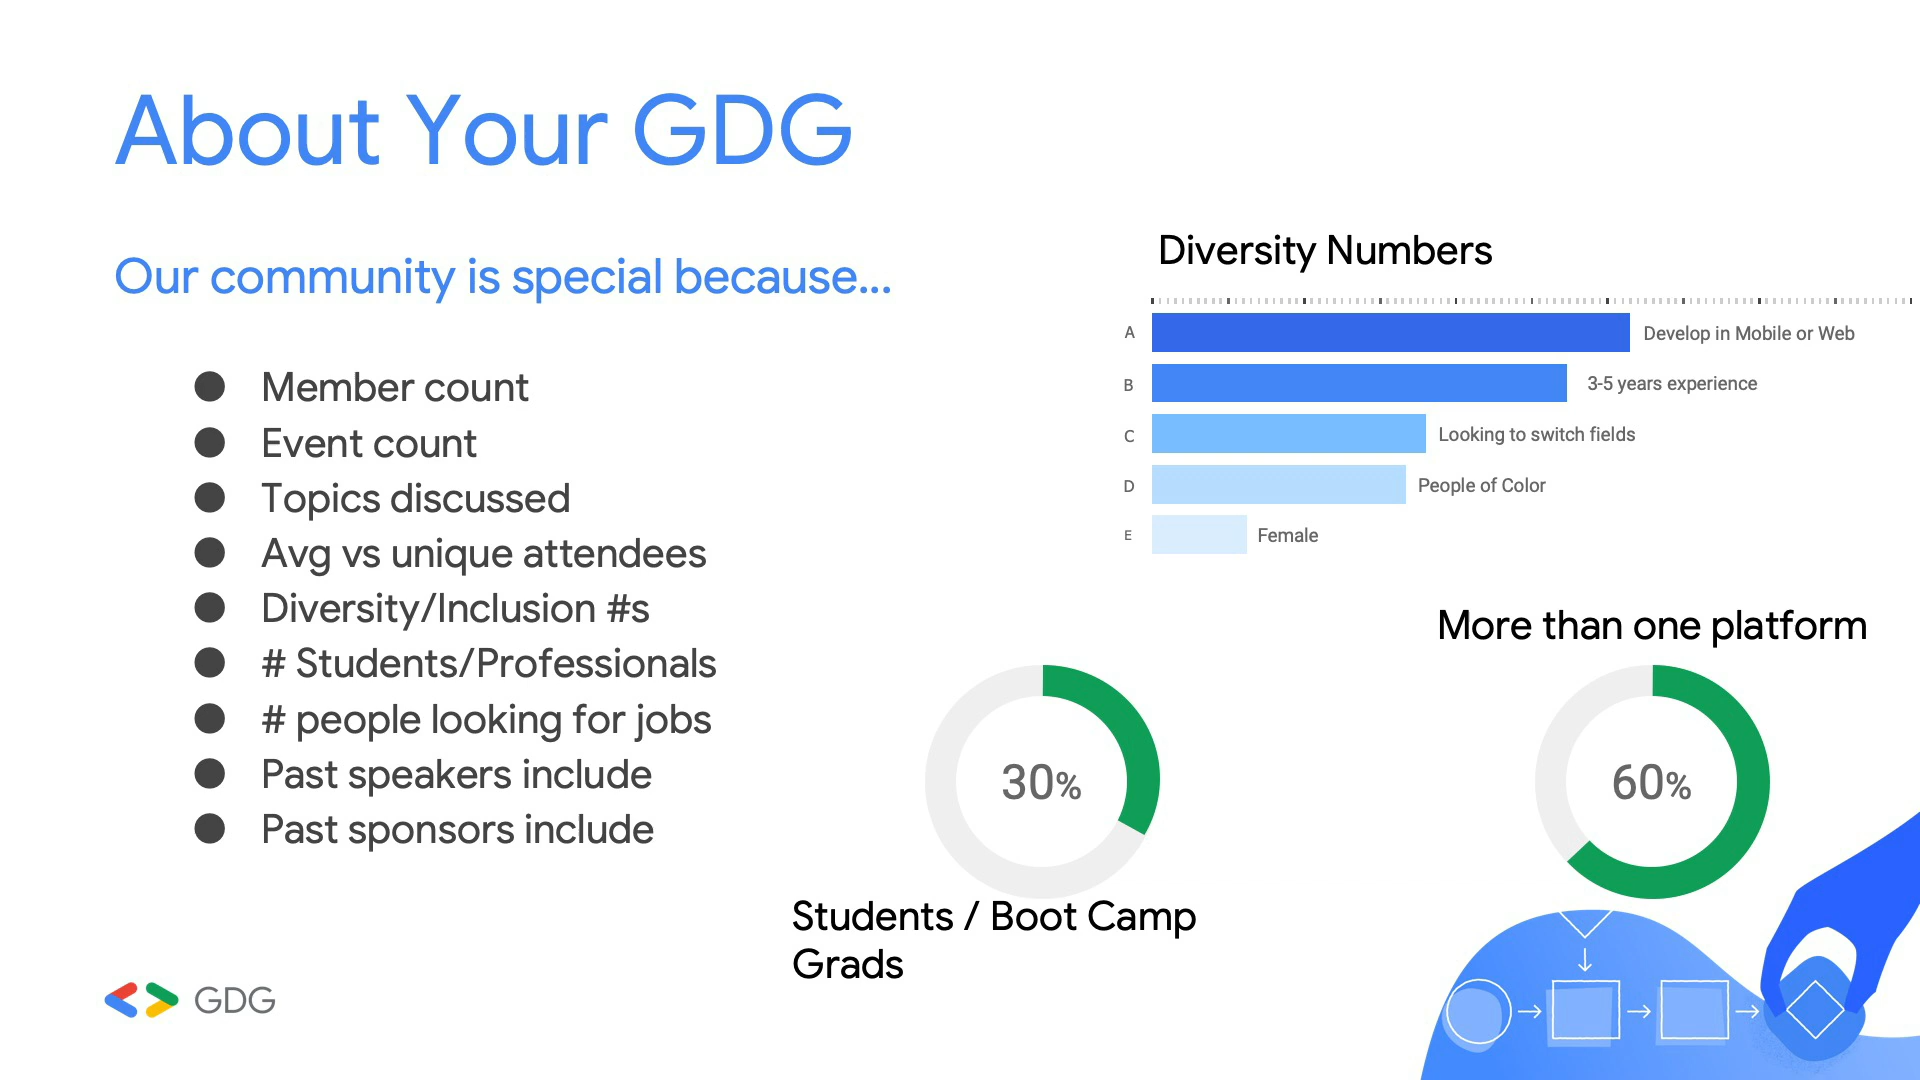 About Your GDG
Our community is special because...
● Member count
● Event count
● Topics discussed
● Avg vs unique attendees
● Diversity/Inclusion #s
● # Students/Professionals
● # people looking for jobs
● Past speakers include
● Past sponsors include
Diversity Numbers
A Develop in Mobile or Web
B 3-5 years experience
C Looking to switch fields
D People of Color
E Female
More than one platform
30%
60%
Students / Boot Camp
Grads
GDG